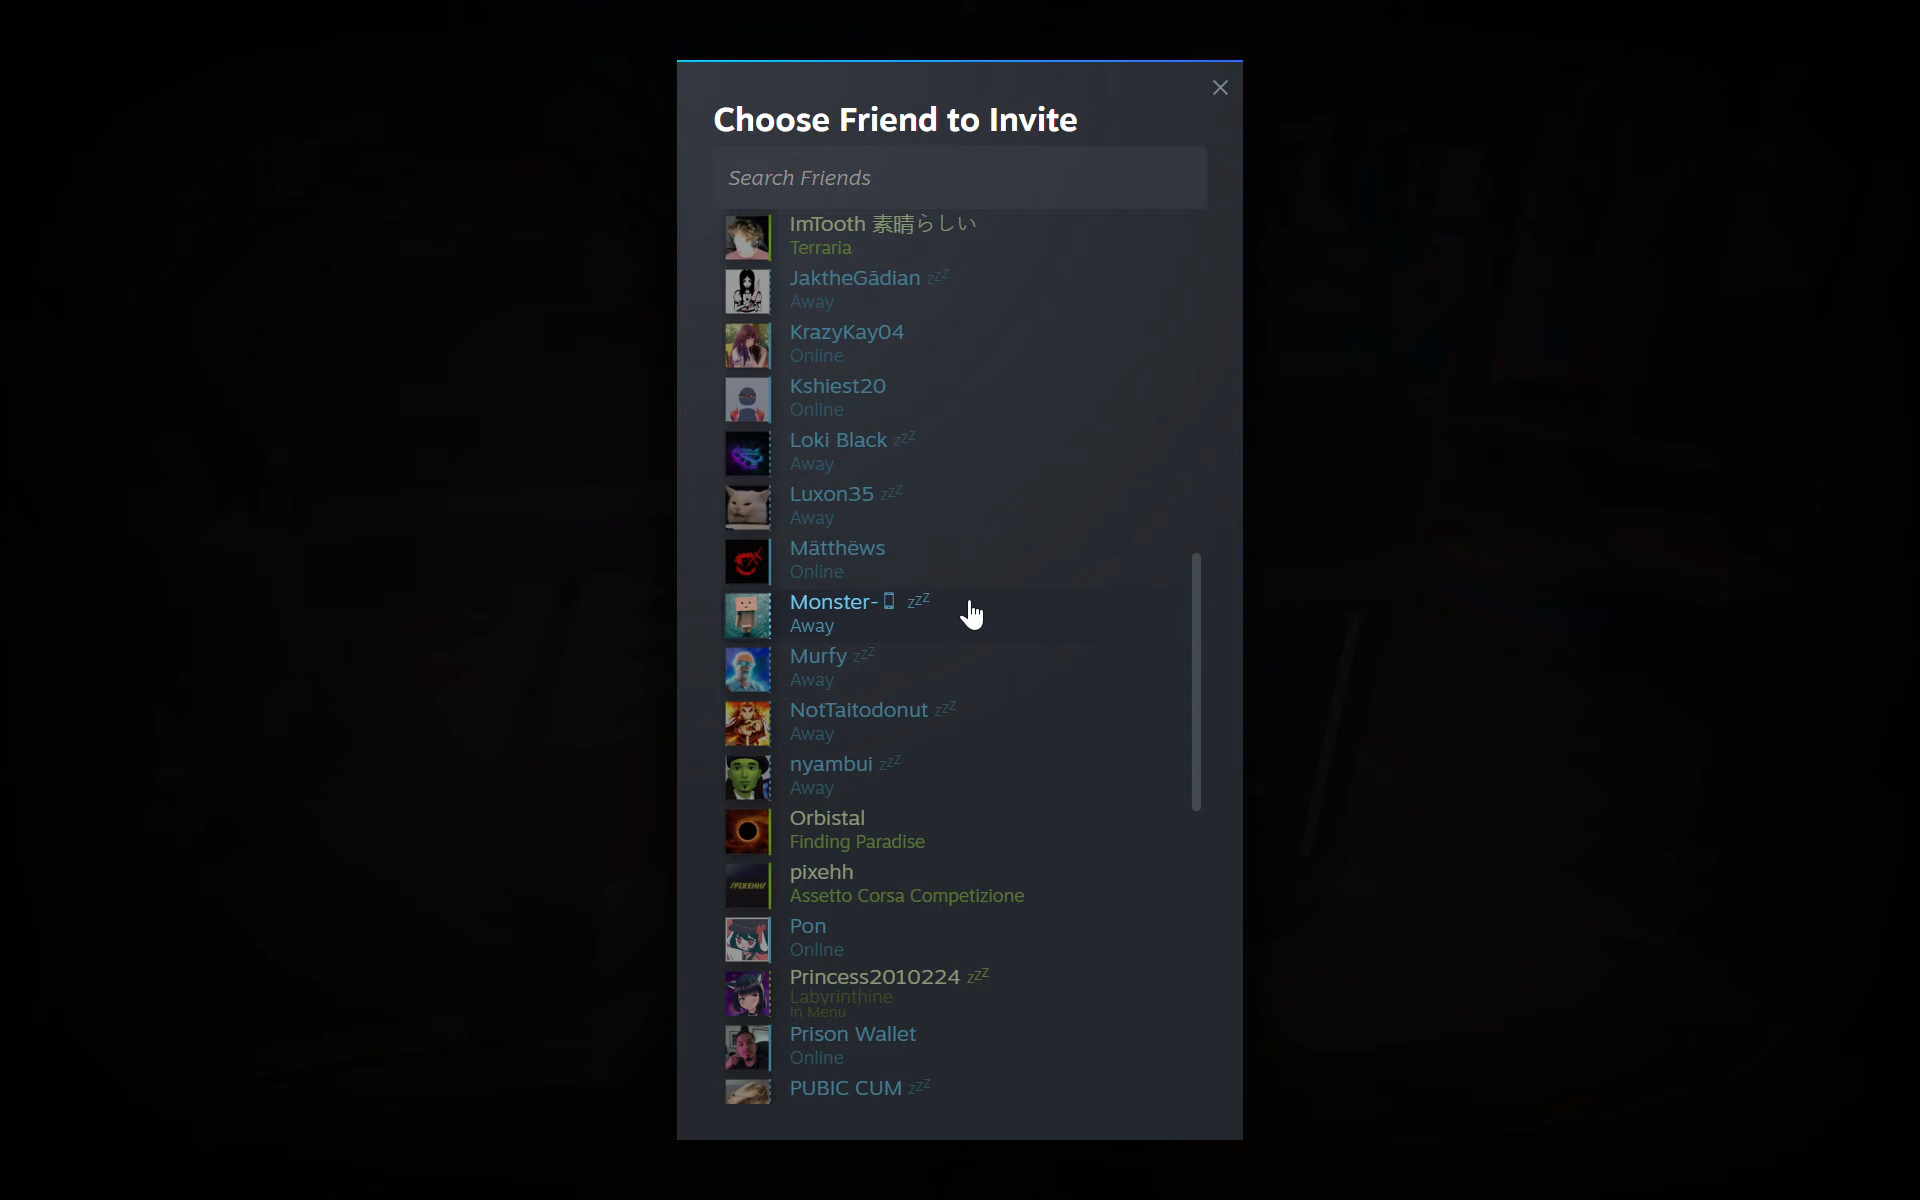 Choose Friend to Invite
Search Friends
ImTooth 素晴らしい
Terraria
JaktheGādian zzZ
Away
KrazyKay04
Online
Kshiest20
Online
Loki Black zzZ
Away
Luxon35 zzZ
Away
Mätthëws
Online
Monster- zzZ
Away
Murfy zzZ
Away
NotTaitodonut zzZ
Away
nyambui zzZ
Away
Orbistal
Finding Paradise
/PIXEHH/
pixehh
Assetto Corsa Competizione
Pon
Online
Princess2010224 zzZ
Labyrinthine
In Menu
Prison Wallet
Online
PUBIC CUM zzZ